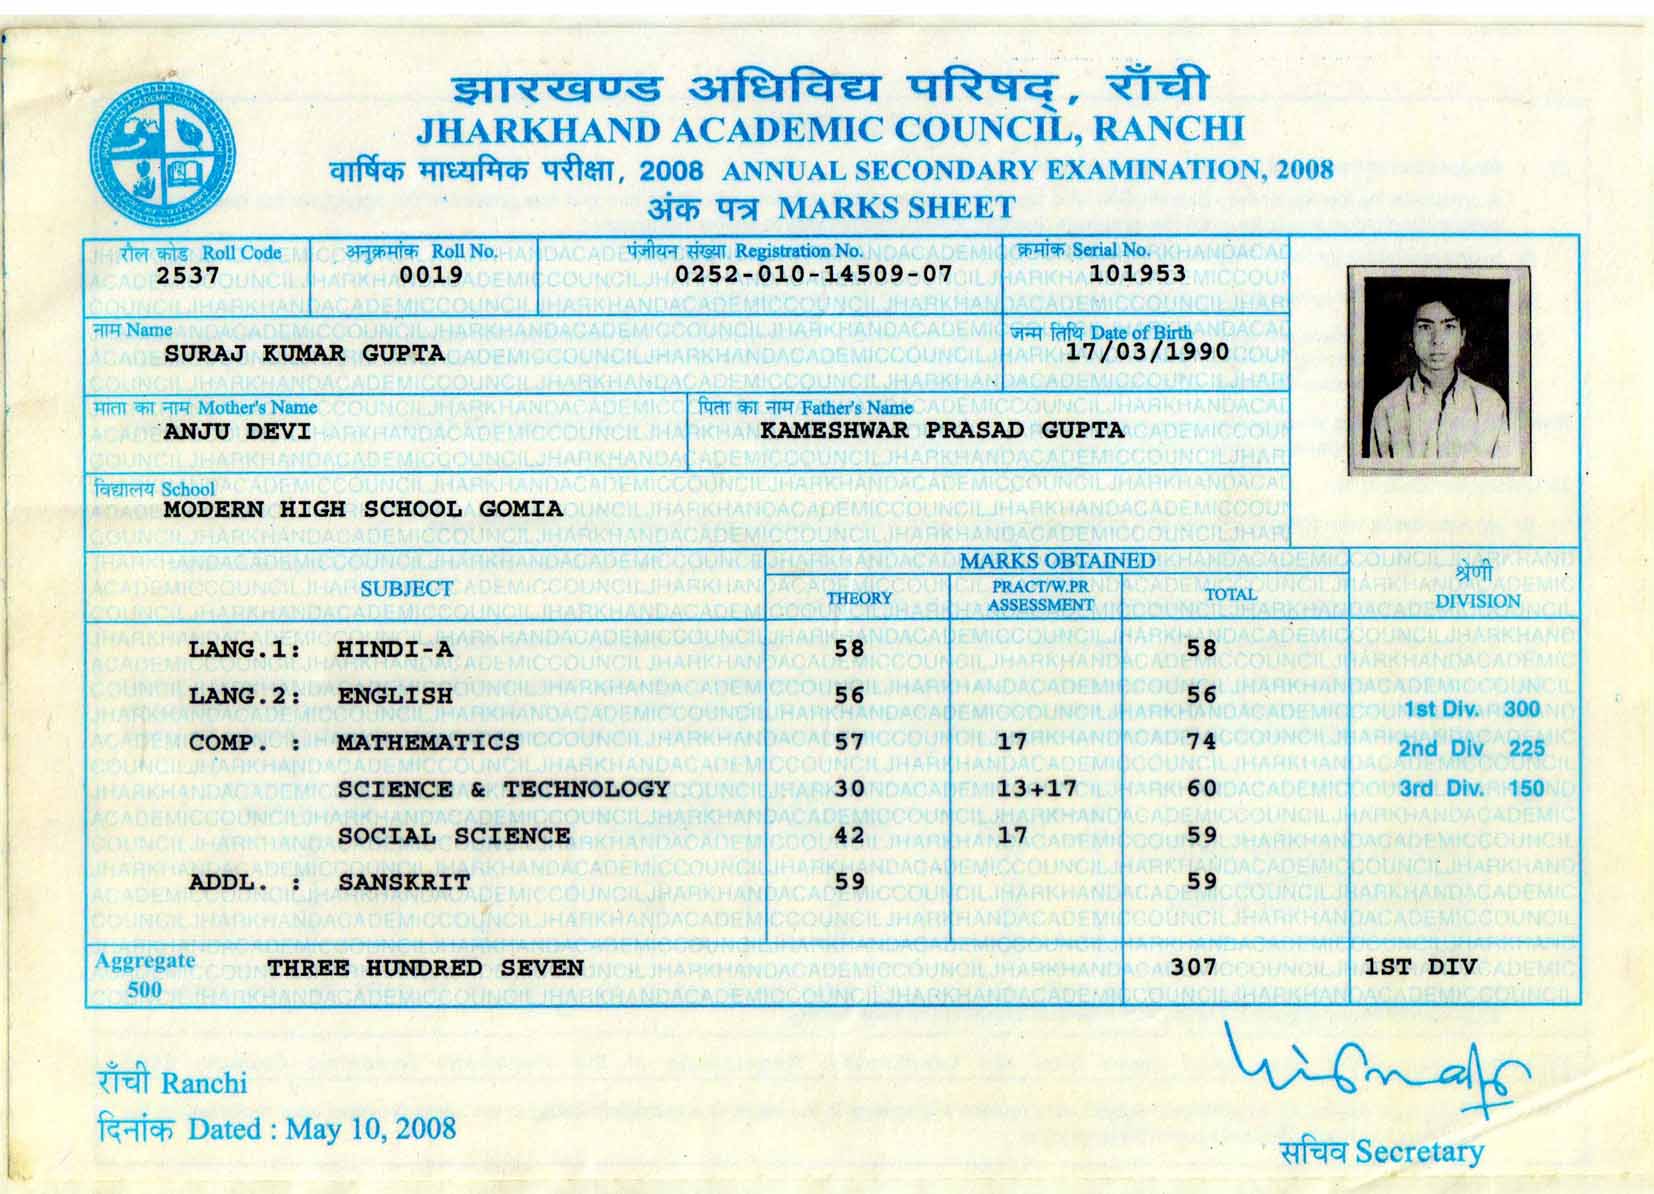 झारखण्ड अधिविद्य परिषद्, राँची
JHARKHAND ACADEMIC COUNCIL, RANCHI
वार्षिक माध्यमिक परीक्षा, 2008 ANNUAL SECONDARY EXAMINATION, 2008
अंक पत्र MARKS SHEET
रौल कोड Roll Code अनुक्रमांक Roll No. पंजीयन संख्या Registration No. क्रमांक Serial No.
2537 0019 0252-010-14509-07 101953
नाम Name जन्म तिथि Date of Birth
SURAJ KUMAR GUPTA 17/03/1990
माता का नाम Mother's Name पिता का नाम Father's Name
ANJU DEVI KAMESHWAR PRASAD GUPTA
विद्यालय School
MODERN HIGH SCHOOL GOMIA
SUBJECT MARKS OBTAINED श्रेणी
THEORY PRACT/W.PR ASSESSMENT TOTAL DIVISION
LANG.1: HINDI-A 58 58
LANG.2: ENGLISH 56 56
1st Div. 300
COMP. : MATHEMATICS 57 17 74
2nd Div 225
SCIENCE & TECHNOLOGY 30 13+17 60 3rd Div. 150
SOCIAL SCIENCE 42 17 59
ADDL. : SANSKRIT 59 59
Aggregate THREE HUNDRED SEVEN 307 1ST DIV
500
राँची Ranchi
दिनांक Dated : May 10, 2008
सचिव Secretary